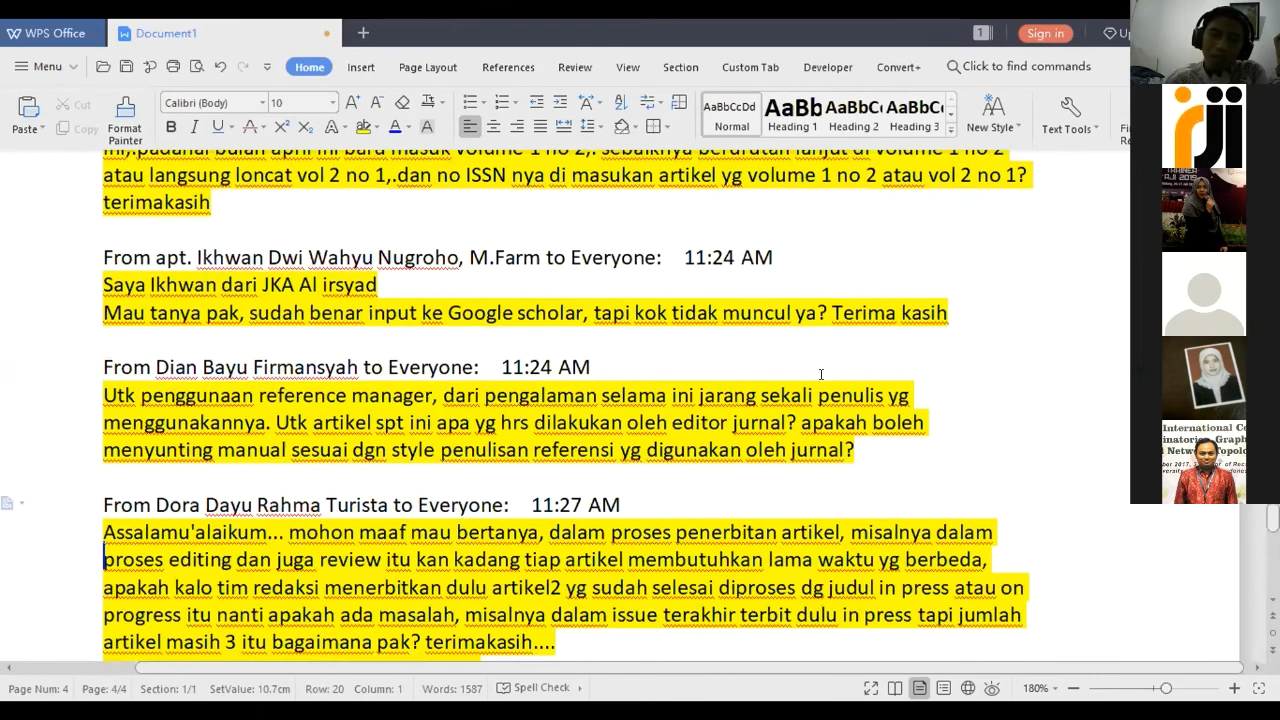 WPS Office
Document1
1
Sign in
Menu
Home
Insert
Page Layout
References
Review
View
Section
Custom Tab
Developer
Convert+
Click to find commands
Paste
Cut
Copy
Format
Painter
Calibri (Body)
10
AaBbCcDd
Normal
AaBb
Heading 1
AaBbC
Heading 2
AaBbC
Heading 3
New Style
Text Tools
atau langsung loncat vol 2 no 1,.dan no ISSN nya di masukan artikel yg volume 1 no 2 atau vol 2 no 1?
terimakasih
From apt. Ikhwan Dwi Wahyu Nugroho, M.Farm to Everyone: 11:24 AM
Saya Ikhwan dari JKA Al irsyad
Mau tanya pak, sudah benar input ke Google scholar, tapi kok tidak muncul ya? Terima kasih
From Dian Bayu Firmansyah to Everyone: 11:24 AM
Utk penggunaan reference manager, dari pengalaman selama ini jarang sekali penulis yg
menggunakannya. Utk artikel spt ini apa yg hrs dilakukan oleh editor jurnal? apakah boleh
menyunting manual sesuai dgn style penulisan referensi yg digunakan oleh jurnal?
From Dora Dayu Rahma Turista to Everyone: 11:27 AM
Assalamu'alaikum... mohon maaf mau bertanya, dalam proses penerbitan artikel, misalnya dalam
proses editing dan juga review itu kan kadang tiap artikel membutuhkan lama waktu yg berbeda,
apakah kalo tim redaksi menerbitkan dulu artikel2 yg sudah selesai diproses dg judul in press atau on
progress itu nanti apakah ada masalah, misalnya dalam issue terakhir terbit dulu in press tapi jumlah
artikel masih 3 itu bagaimana pak? terimakasih....
Page Num: 4
Page: 4/4
Section: 1/1
SetValue: 10.7cm
Row: 20
Column: 1
Words: 1587
Spell Check
180%
rji
International Co